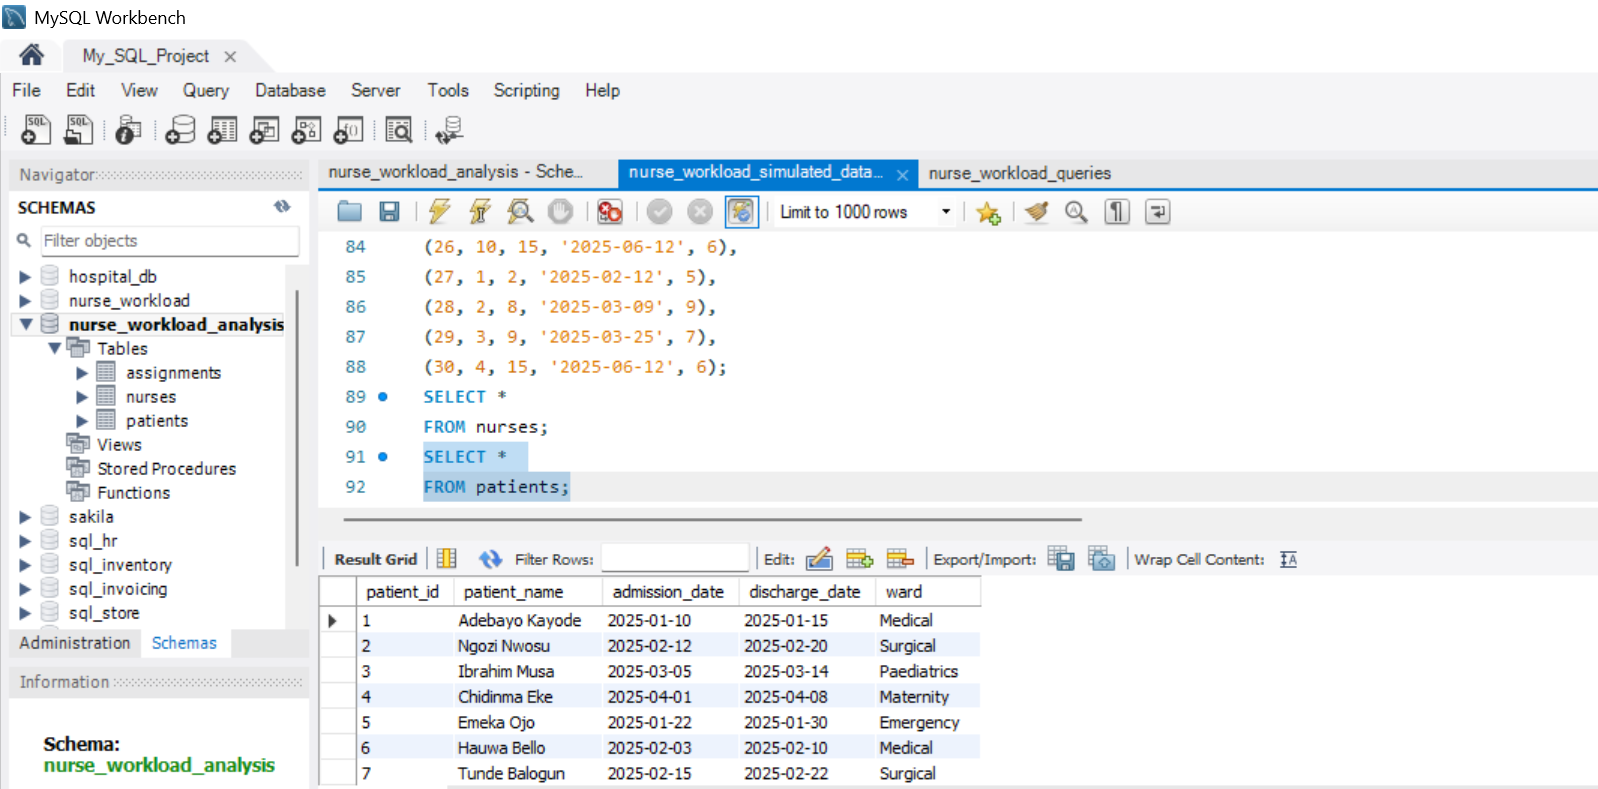 MySQL Workbench
My_SQL_Project
File Edit View Query Database Server Tools Scripting Help
Navigator
SCHEMAS
Filter objects
hospital_db
nurse_workload
nurse_workload_analysis
Tables
assignments
nurses
patients
Views
Stored Procedures
Functions
sakila
sql_hr
sql_inventory
sql_invoicing
sql_store
Administration Schemas
Information
Schema:
nurse_workload_analysis
nurse_workload_analysis - Sche... nurse_workload_simulated_data... nurse_workload_queries
Limit to 1000 rows
84 (26, 10, 15, '2025-06-12', 6),
85 (27, 1, 2, '2025-02-12', 5),
86 (28, 2, 8, '2025-03-09', 9),
87 (29, 3, 9, '2025-03-25', 7),
88 (30, 4, 15, '2025-06-12', 6);
89 SELECT *
90 FROM nurses;
91 SELECT *
92 FROM patients;
Result Grid Filter Rows: Edit: Export/Import: Wrap Cell Content:
patient_id patient_name admission_date discharge_date ward
1 Adebayo Kayode 2025-01-10 2025-01-15 Medical
2 Ngozi Nwosu 2025-02-12 2025-02-20 Surgical
3 Ibrahim Musa 2025-03-05 2025-03-14 Paediatrics
4 Chidinma Eke 2025-04-01 2025-04-08 Maternity
5 Emeka Ojo 2025-01-22 2025-01-30 Emergency
6 Hauwa Bello 2025-02-03 2025-02-10 Medical
7 Tunde Balogun 2025-02-15 2025-02-22 Surgical